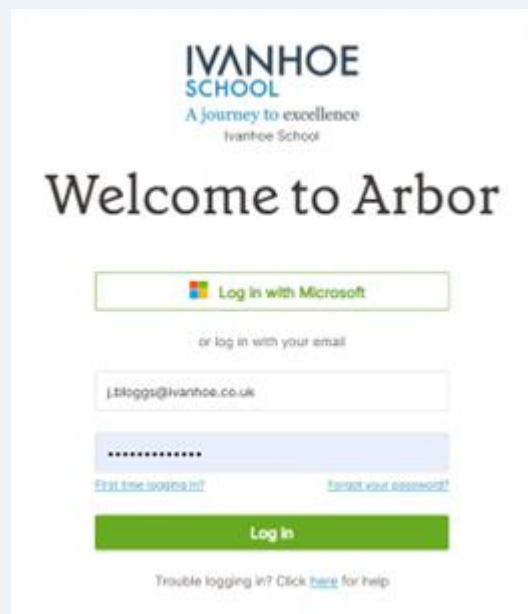 IVANHOE
SCHOOL
A journey to excellence
Ivanhoe School
Welcome to Arbor
Log in with Microsoft
or log in with your email
j.bloggs@ivanhoe.co.uk
•••••••••••••
First time logging in? Forgot your password?
Log in
Trouble logging in? Click here for help